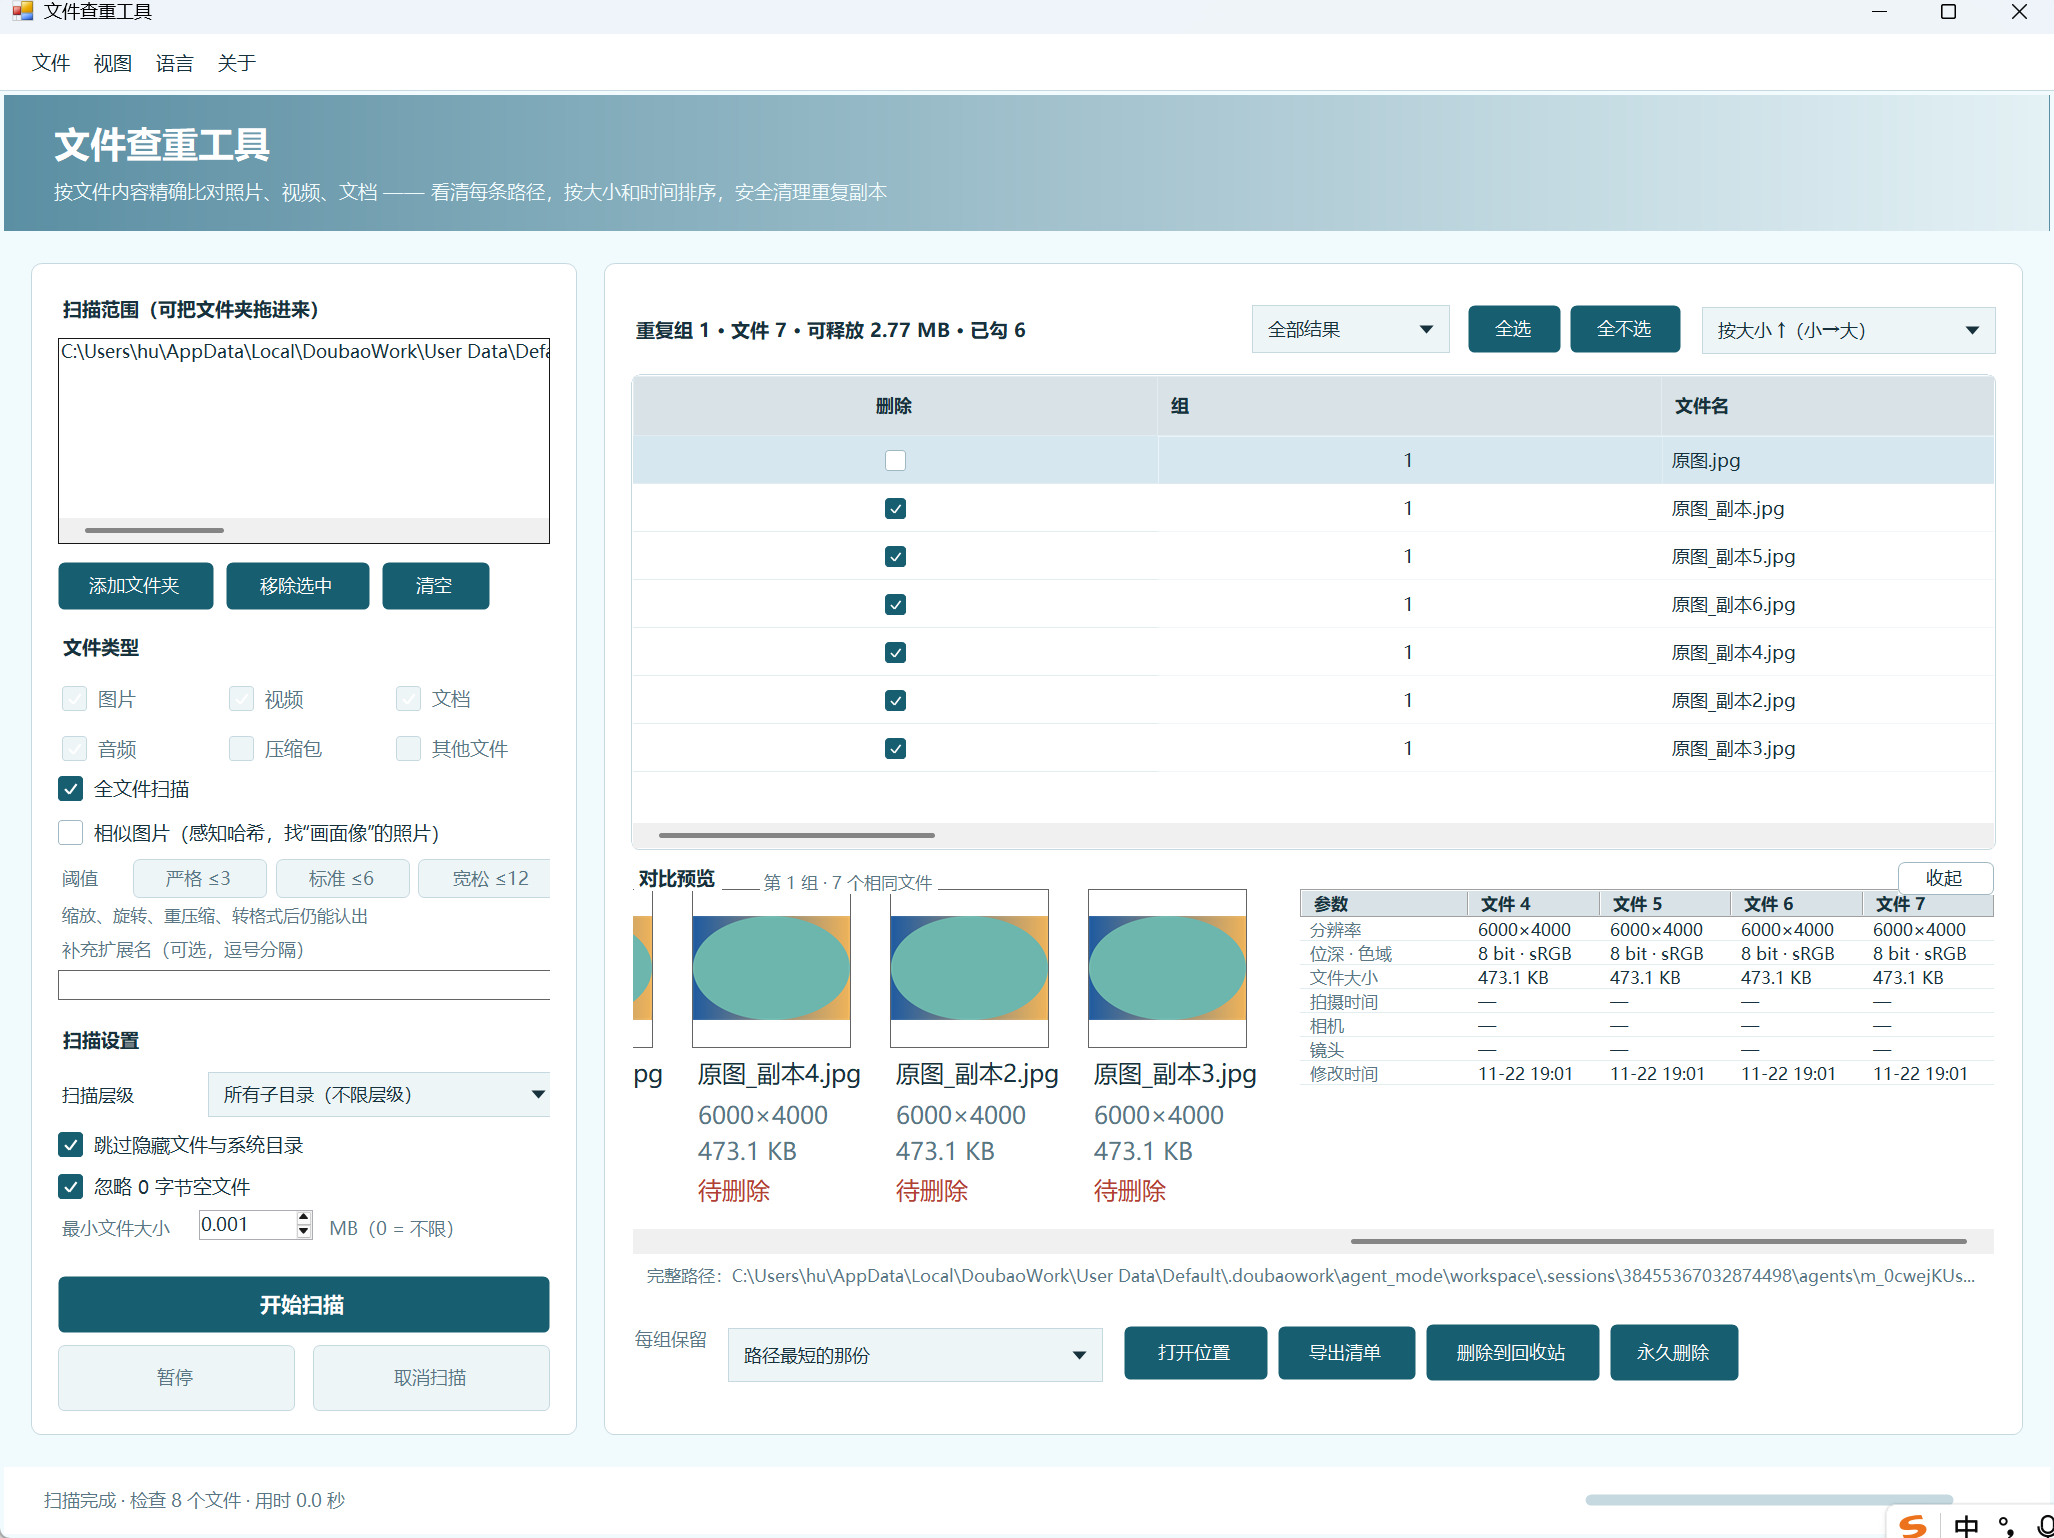 文件查重工具
文件 视图 语言 关于
文件查重工具
按文件内容精确比对照片、视频、文档 —— 看清每条路径，按大小和时间排序，安全清理重复副本
扫描范围（可把文件夹拖进来）
C:\Users\hu\AppData\Local\DoubaoWork\User Data\Defa
添加文件夹 移除选中 清空
文件类型
图片 视频 文档
音频 压缩包 其他文件
全文件扫描
相似图片（感知哈希，找“画面像”的照片）
阈值 严格 ≤3 标准 ≤6 宽松 ≤12
缩放、旋转、重压缩、转格式后仍能认出
补充扩展名（可选，逗号分隔）
扫描设置
扫描层级 所有子目录（不限层级）
跳过隐藏文件与系统目录
忽略 0 字节空文件
最小文件大小 0.001 MB（0 = 不限）
开始扫描
暂停 取消扫描
重复组 1 · 文件 7 · 可释放 2.77 MB · 已勾 6
全部结果 全选 全不选 按大小↑（小→大）
删除 组 文件名
1 原图.jpg
1 原图_副本.jpg
1 原图_副本5.jpg
1 原图_副本6.jpg
1 原图_副本4.jpg
1 原图_副本2.jpg
1 原图_副本3.jpg
对比预览 第 1 组 · 7 个相同文件 收起
pg 原图_副本4.jpg 原图_副本2.jpg 原图_副本3.jpg
6000×4000 6000×4000 6000×4000
473.1 KB 473.1 KB 473.1 KB
待删除 待删除 待删除
参数 文件 4 文件 5 文件 6 文件 7
分辨率 6000×4000 6000×4000 6000×4000 6000×4000
位深 · 色域 8 bit · sRGB 8 bit · sRGB 8 bit · sRGB 8 bit · sRGB
文件大小 473.1 KB 473.1 KB 473.1 KB 473.1 KB
拍摄时间 — — — —
相机 — — — —
镜头 — — — —
修改时间 11-22 19:01 11-22 19:01 11-22 19:01 11-22 19:01
完整路径：C:\Users\hu\AppData\Local\DoubaoWork\User Data\Default\.doubaowork\agent_mode\workspace\.sessions\38455367032874498\agents\m_0cwejKUs...
每组保留 路径最短的那份 打开位置 导出清单 删除到回收站 永久删除
扫描完成 · 检查 8 个文件 · 用时 0.0 秒
中